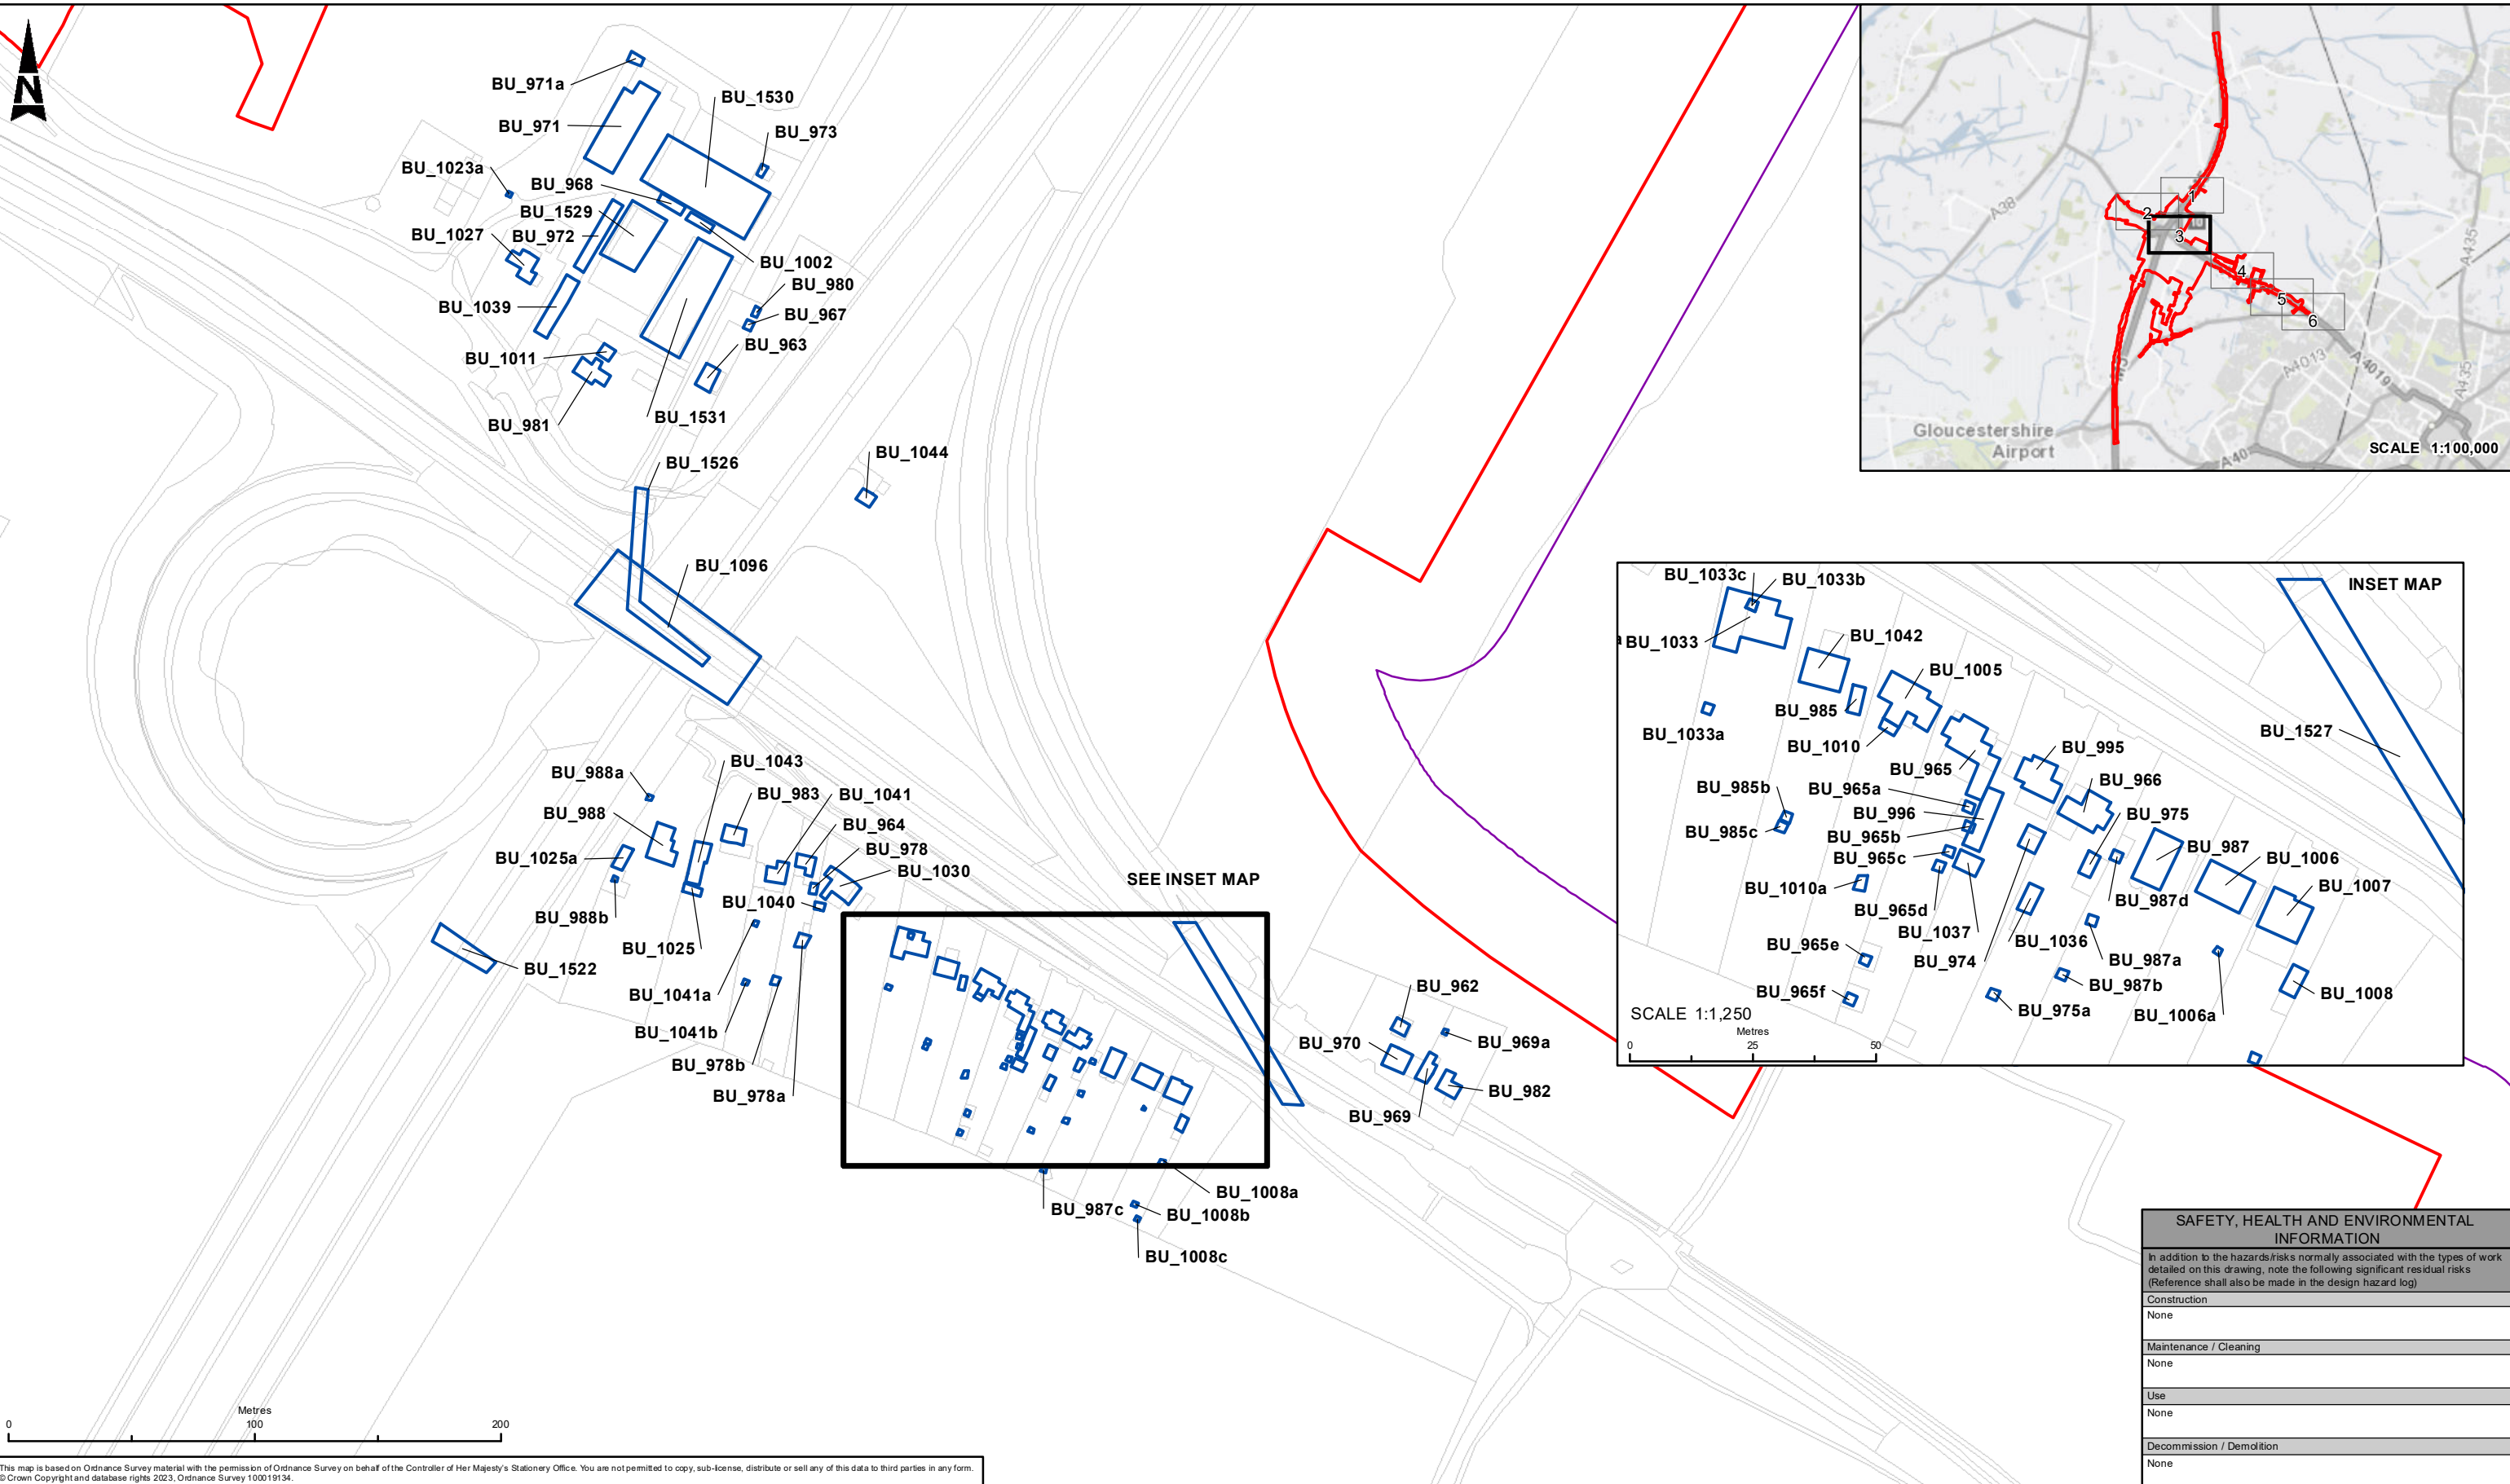 N
BU_971a
BU_1530
BU_971
BU_973
BU_1023a
BU_968
BU_1529
BU_1027
BU_972
BU_1002
BU_980
BU_1039
BU_967
BU_963
BU_1011
BU_1531
BU_981
BU_1044
BU_1526
BU_1096
BU_1043
BU_988a
BU_983
BU_1041
BU_988
BU_964
BU_978
BU_1025a
BU_1030
BU_1040
BU_988b
BU_1025
BU_1522
BU_1041a
BU_1041b
BU_978b
BU_978a
SEE INSET MAP
BU_962
BU_970
BU_969a
BU_982
BU_969
BU_1008a
BU_987c
BU_1008b
BU_1008c
A38
1
2
3
4
5
6
A435
A4013
A4019
A435
A40
Gloucestershire
Airport
SCALE 1:100,000
INSET MAP
BU_1033c
BU_1033b
BU_1033
BU_1042
BU_1005
BU_985
BU_1033a
BU_1010
BU_1527
BU_995
BU_965
BU_966
BU_985b
BU_965a
BU_996
BU_975
BU_985c
BU_965b
BU_965c
BU_987
BU_1006
BU_1010a
BU_1007
BU_965d
BU_987d
BU_1037
BU_1036
BU_965e
BU_974
BU_987a
BU_987b
BU_965f
BU_975a
BU_1006a
BU_1008
SCALE 1:1,250
Metres
0 25 50
SAFETY, HEALTH AND ENVIRONMENTAL
INFORMATION
In addition to the hazards/risks normally associated with the types of work
detailed on this drawing, note the following significant residual risks
(Reference shall also be made in the design hazard log)
Construction
None
Maintenance / Cleaning
None
Use
None
Decommission / Demolition
None
Metres
0 100 200
This map is based on Ordnance Survey material with the permission of Ordnance Survey on behalf of the Controller of Her Majesty's Stationery Office. You are not permitted to copy, sub-license, distribute or sell any of this data to third parties in any form.
© Crown Copyright and database rights 2023, Ordnance Survey 100019134.